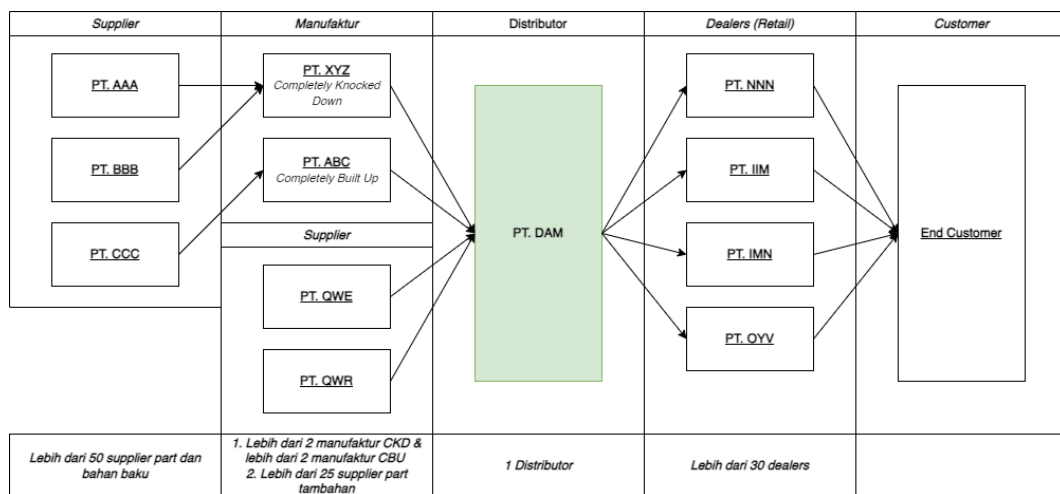 Supplier
Manufaktur
Distributor
Dealers (Retail)
Customer
PT. AAA
PT. BBB
PT. CCC
PT. XYZ
Completely Knocked
Down
PT. ABC
Completely Built Up
Supplier
PT. QWE
PT. QWR
PT. DAM
PT. NNN
PT. IIM
PT. IMN
PT. OYV
End Customer
Lebih dari 50 supplier part dan
bahan baku
1. Lebih dari 2 manufaktur CKD &
lebih dari 2 manufaktur CBU
2. Lebih dari 25 supplier part
tambahan
1 Distributor
Lebih dari 30 dealers